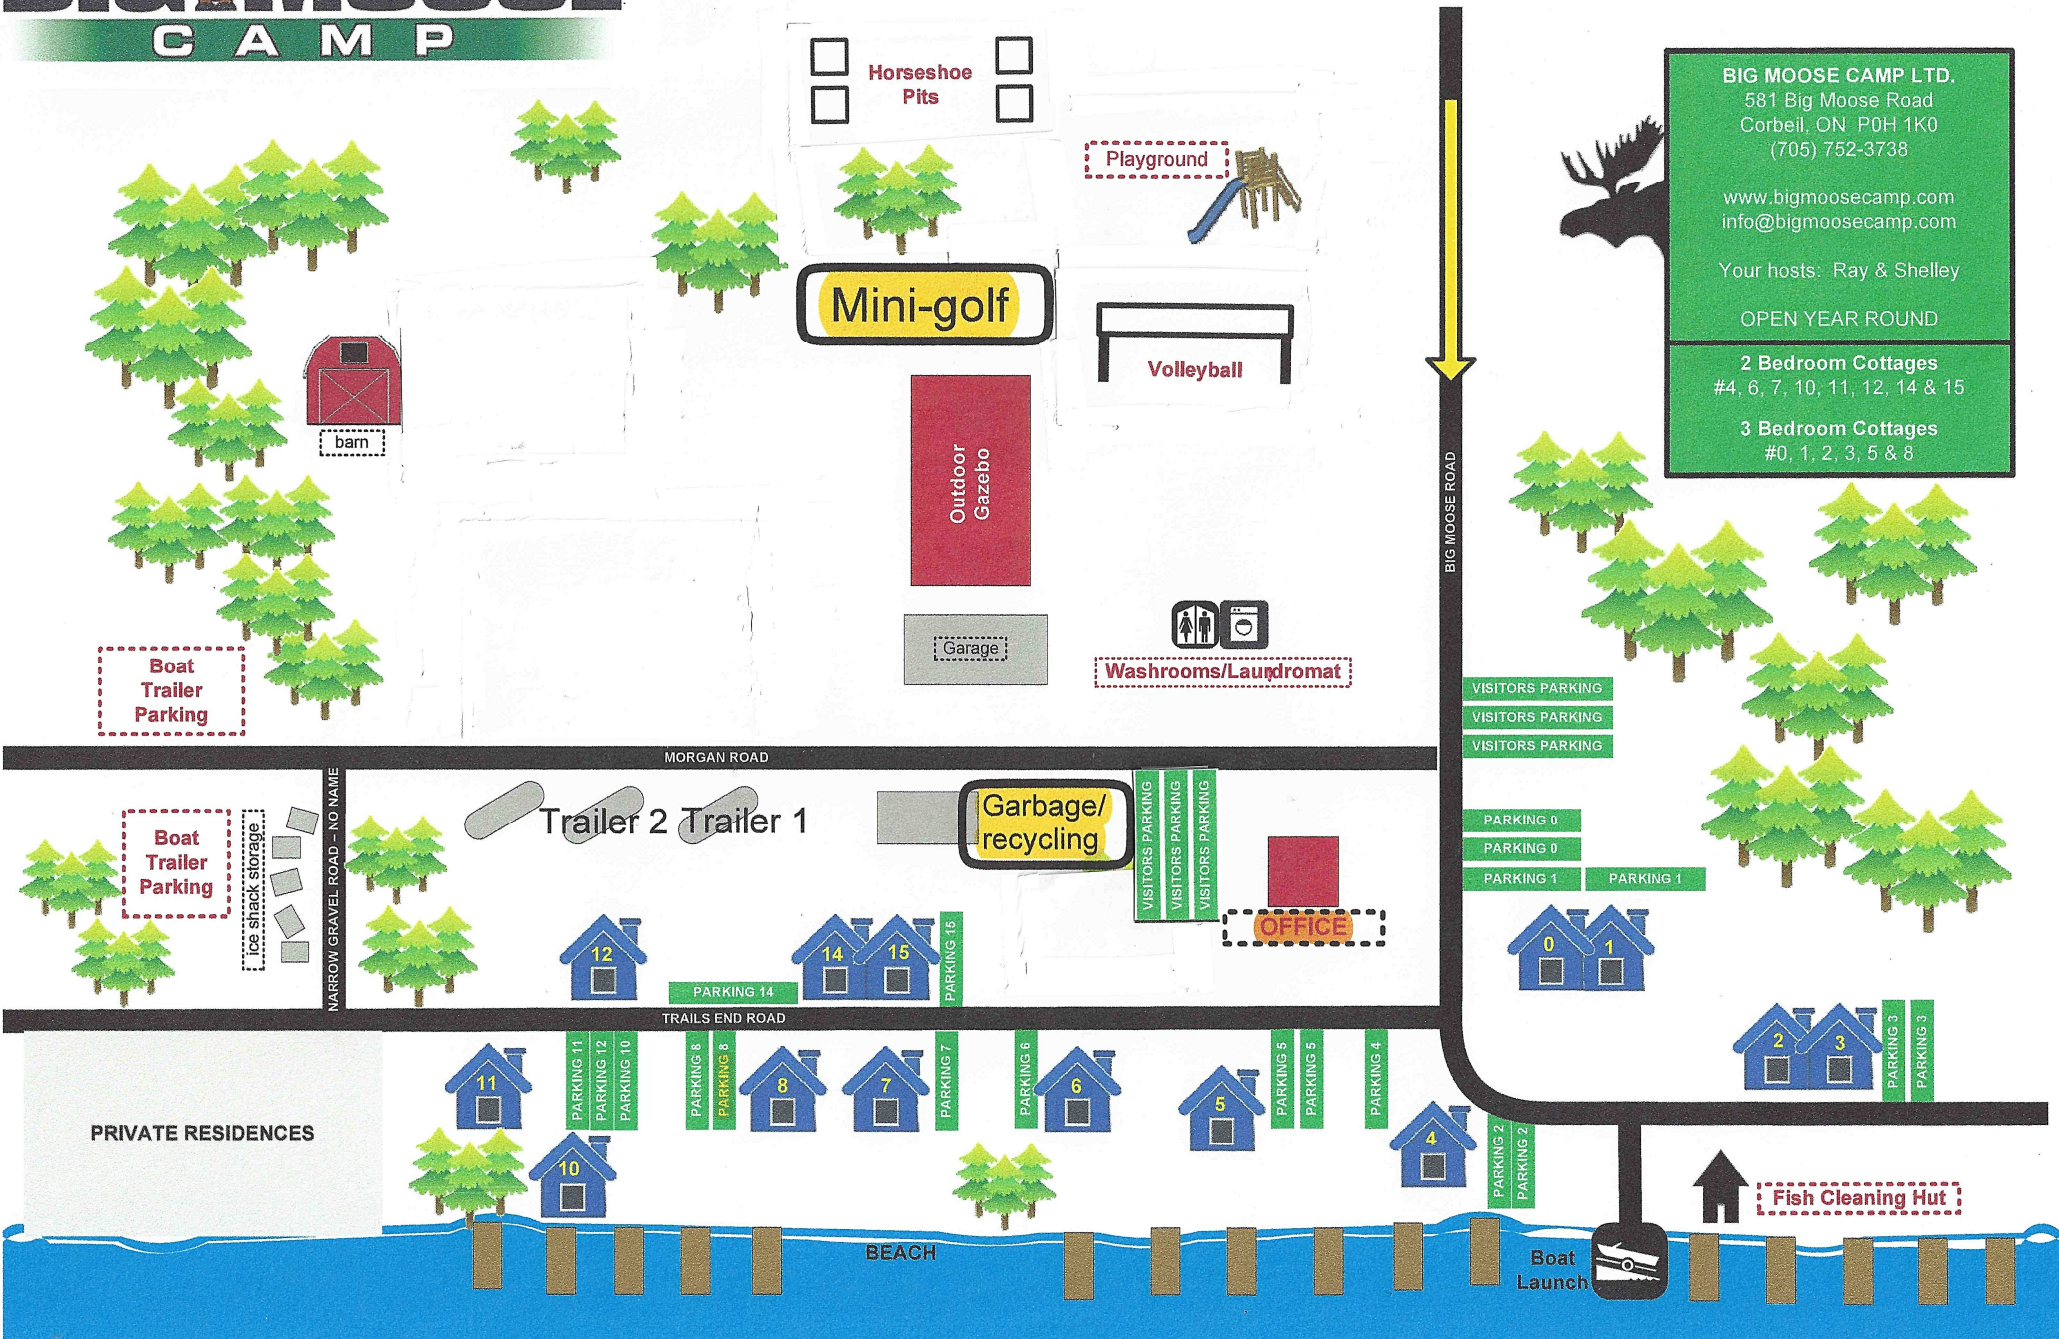 BIG MOOSE
CAMP
Horseshoe
Pits
Playground
BIG MOOSE CAMP LTD.
581 Big Moose Road
Corbeil, ON P0H 1K0
(705) 752-3738
www.bigmoosecamp.com
info@bigmoosecamp.com
Your hosts: Ray & Shelley
OPEN YEAR ROUND
2 Bedroom Cottages
#4, 6, 7, 10, 11, 12, 14 & 15
3 Bedroom Cottages
#0, 1, 2, 3, 5 & 8
Mini-golf
Volleyball
barn
Outdoor
Gazebo
BIG MOOSE ROAD
Garage
Washrooms/Laundromat
Boat
Trailer
Parking
VISITORS PARKING
VISITORS PARKING
VISITORS PARKING
MORGAN ROAD
NARROW GRAVEL ROAD - NO NAME
Boat
Trailer
Parking
ice shack storage
Trailer 2
Trailer 1
Garbage/
recycling
VISITORS PARKING
VISITORS PARKING
VISITORS PARKING
OFFICE
PARKING 0
PARKING 0
PARKING 1
PARKING 1
0
1
12
PARKING 14
14
15
PARKING 15
TRAILS END ROAD
2
3
PARKING 3
PARKING 3
PRIVATE RESIDENCES
11
PARKING 11
PARKING 12
PARKING 10
10
PARKING 8
PARKING 8
8
7
PARKING 7
PARKING 6
6
5
PARKING 5
PARKING 5
PARKING 4
4
PARKING 2
PARKING 2
Fish Cleaning Hut
BEACH
Boat
Launch